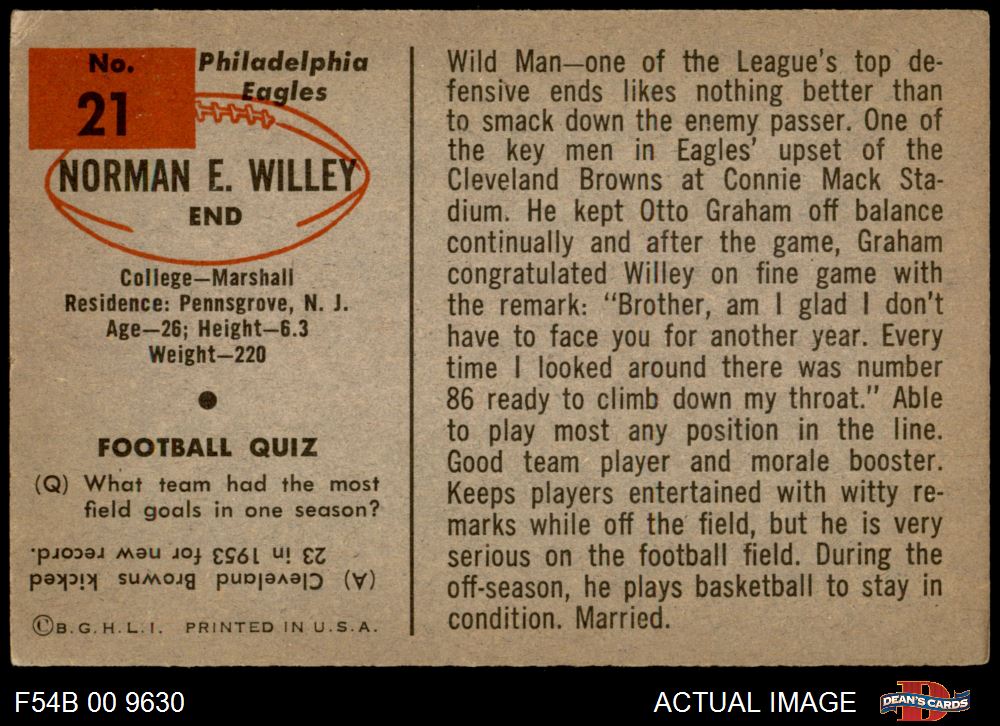 No.
21
Philadelphia
Eagles
NORMAN E. WILLEY
END
College—Marshall
Residence: Pennsgrove, N. J.
Age—26; Height—6.3
Weight—220
FOOTBALL QUIZ
(Q) What team had the most
field goals in one season?
(A) Cleveland Browns kicked
23 in 1953 for new record.
©B.G.H.L.I. PRINTED IN U.S.A.
Wild Man—one of the League's top de-
fensive ends likes nothing better than
to smack down the enemy passer. One of
the key men in Eagles' upset of the
Cleveland Browns at Connie Mack Sta-
dium. He kept Otto Graham off balance
continually and after the game, Graham
congratulated Willey on fine game with
the remark: "Brother, am I glad I don't
have to face you for another year. Every
time I looked around there was number
86 ready to climb down my throat." Able
to play most any position in the line.
Good team player and morale booster.
Keeps players entertained with witty re-
marks while off the field, but he is very
serious on the football field. During the
off-season, he plays basketball to stay in
condition. Married.
F54B 00 9630
ACTUAL IMAGE
DEAN'S CARDS